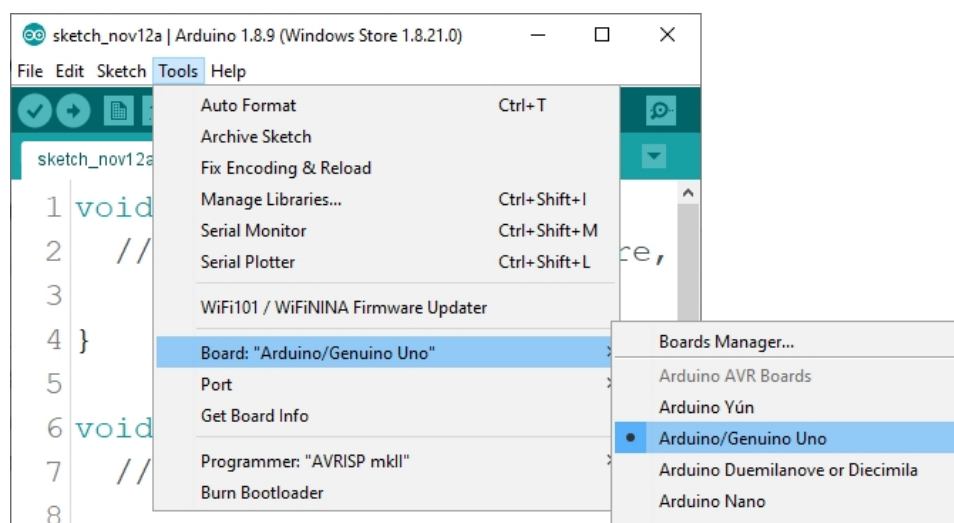 sketch_nov12a | Arduino 1.8.9 (Windows Store 1.8.21.0)
File Edit Sketch Tools Help
sketch_nov12a
Auto Format Ctrl+T
Archive Sketch
Fix Encoding & Reload
Manage Libraries... Ctrl+Shift+I
Serial Monitor Ctrl+Shift+M
Serial Plotter Ctrl+Shift+L
WiFi101 / WiFiNINA Firmware Updater
Board: "Arduino/Genuino Uno"
Port
Get Board Info
Programmer: "AVRISP mkII"
Burn Bootloader
Boards Manager...
Arduino AVR Boards
Arduino Yún
Arduino/Genuino Uno
Arduino Duemilanove or Diecimila
Arduino Nano
1 void
2 // re,
3
4 }
5
6 void
7 //
8